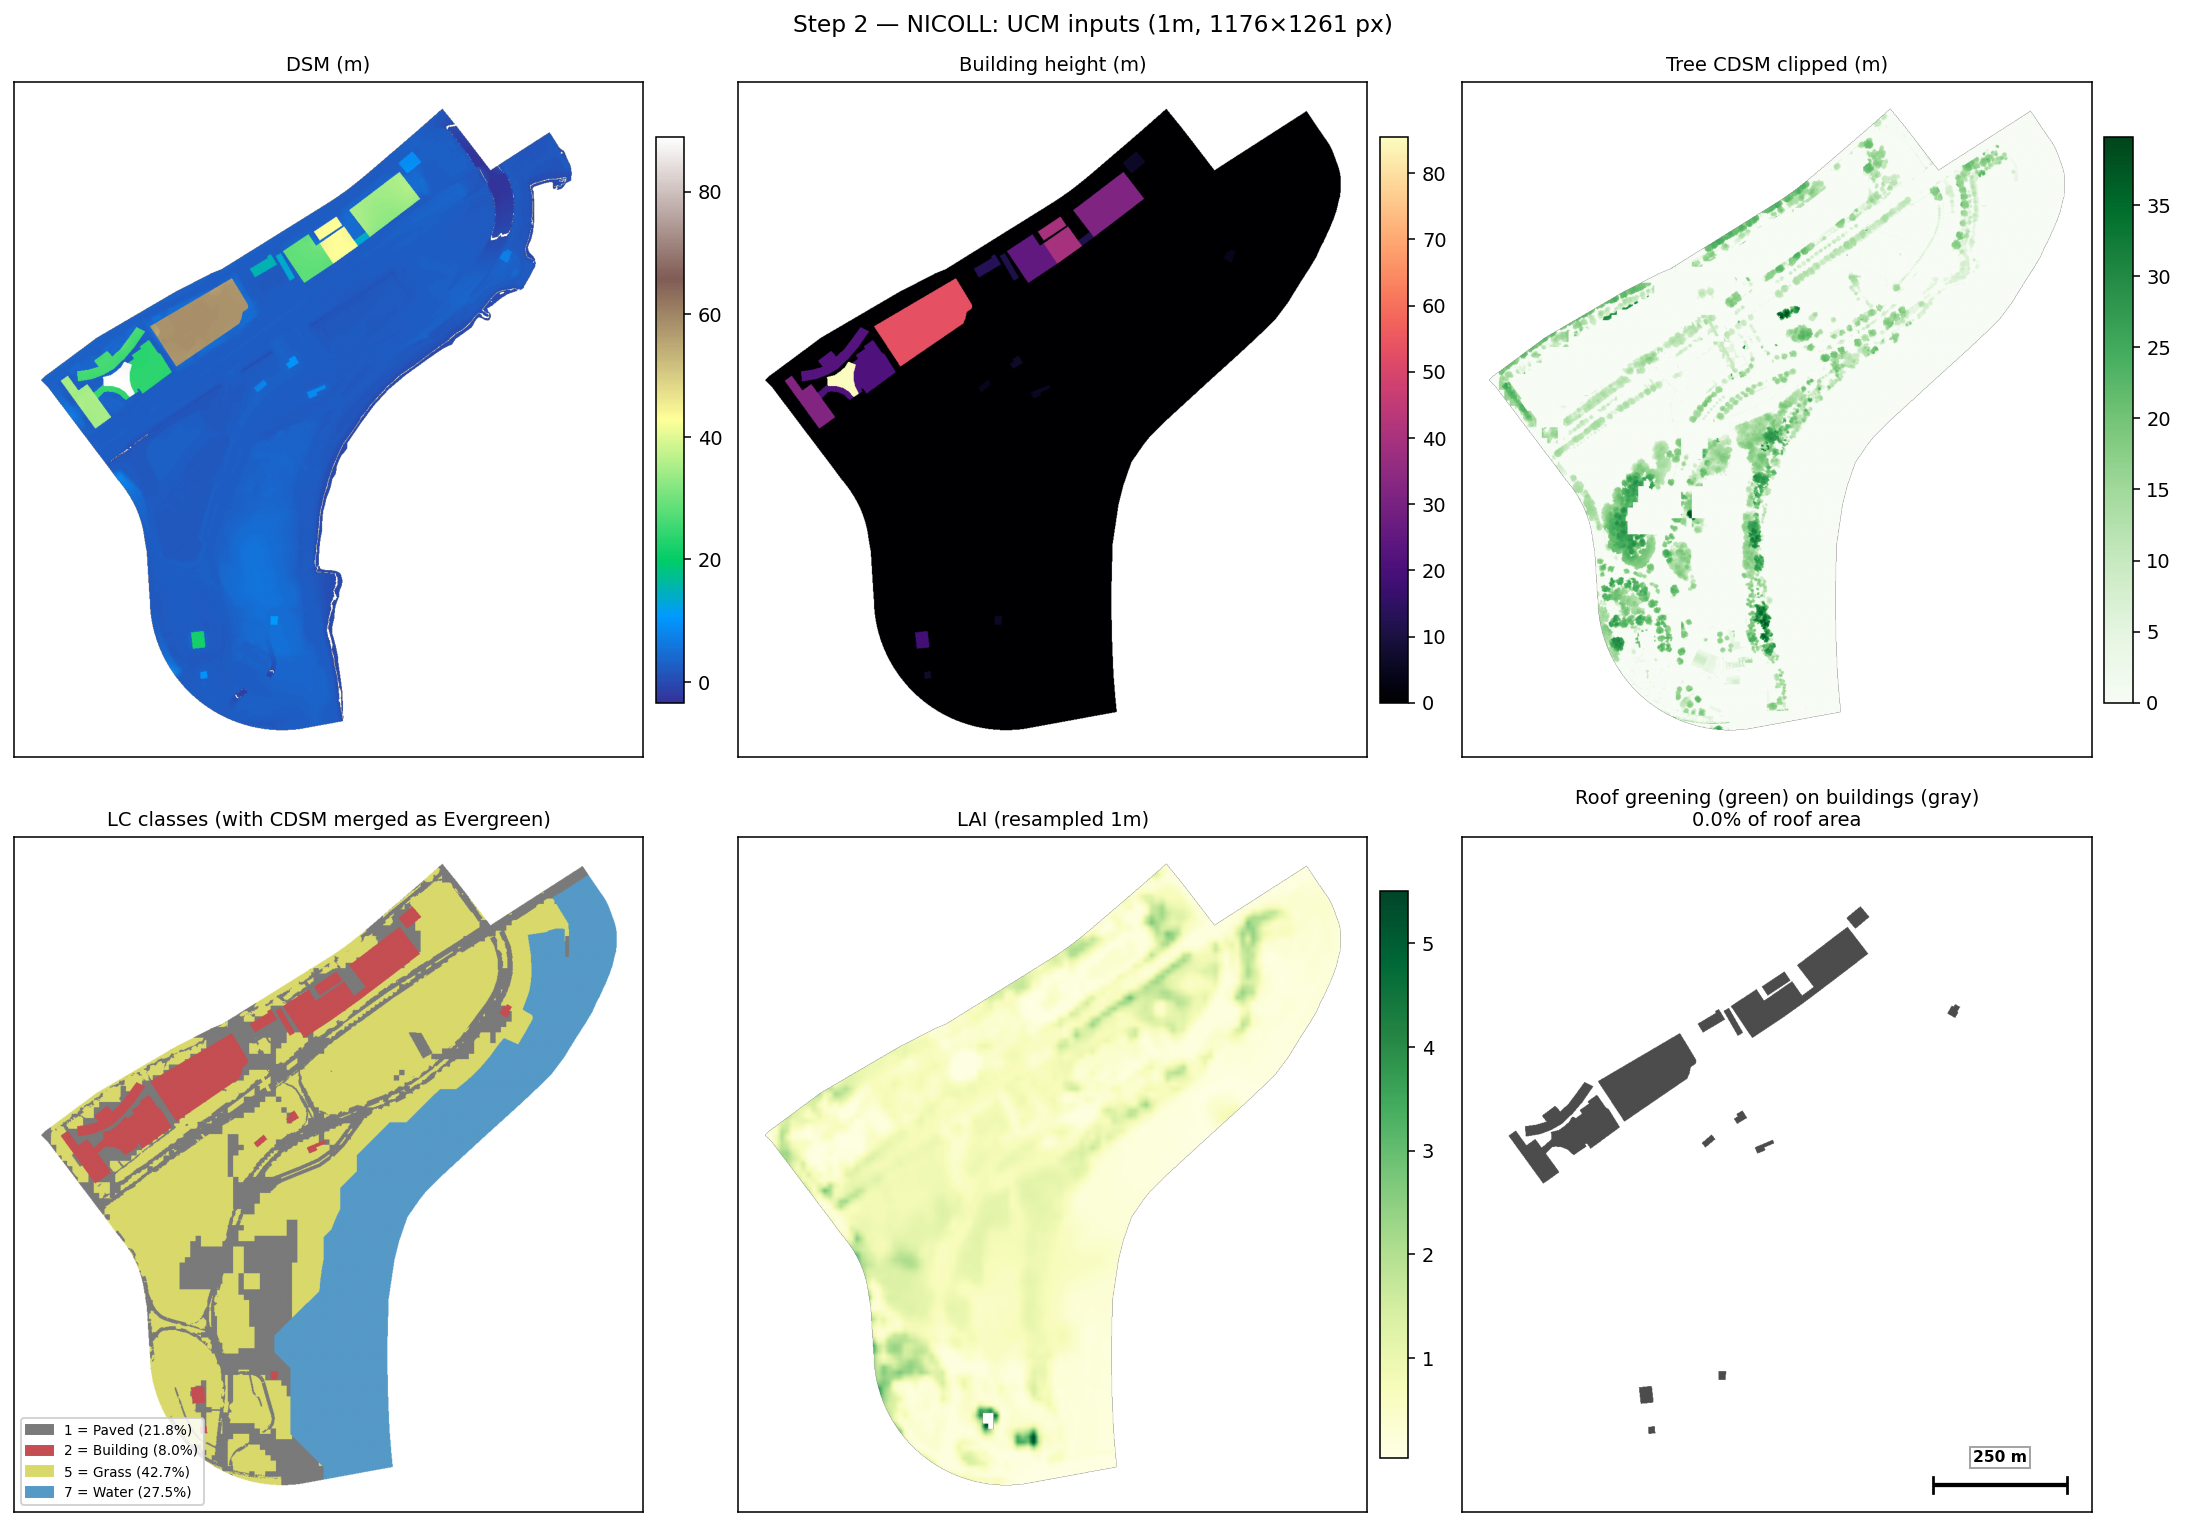 Step 2 — NICOLL: UCM inputs (1m, 1176×1261 px)
DSM (m)
80
60
40
20
0
Building height (m)
80
70
60
50
40
30
20
10
0
Tree CDSM clipped (m)
35
30
25
20
15
10
5
0
LC classes (with CDSM merged as Evergreen)
1 = Paved (21.8%)
2 = Building (8.0%)
5 = Grass (42.7%)
7 = Water (27.5%)
LAI (resampled 1m)
5
4
3
2
1
Roof greening (green) on buildings (gray)
0.0% of roof area
250 m